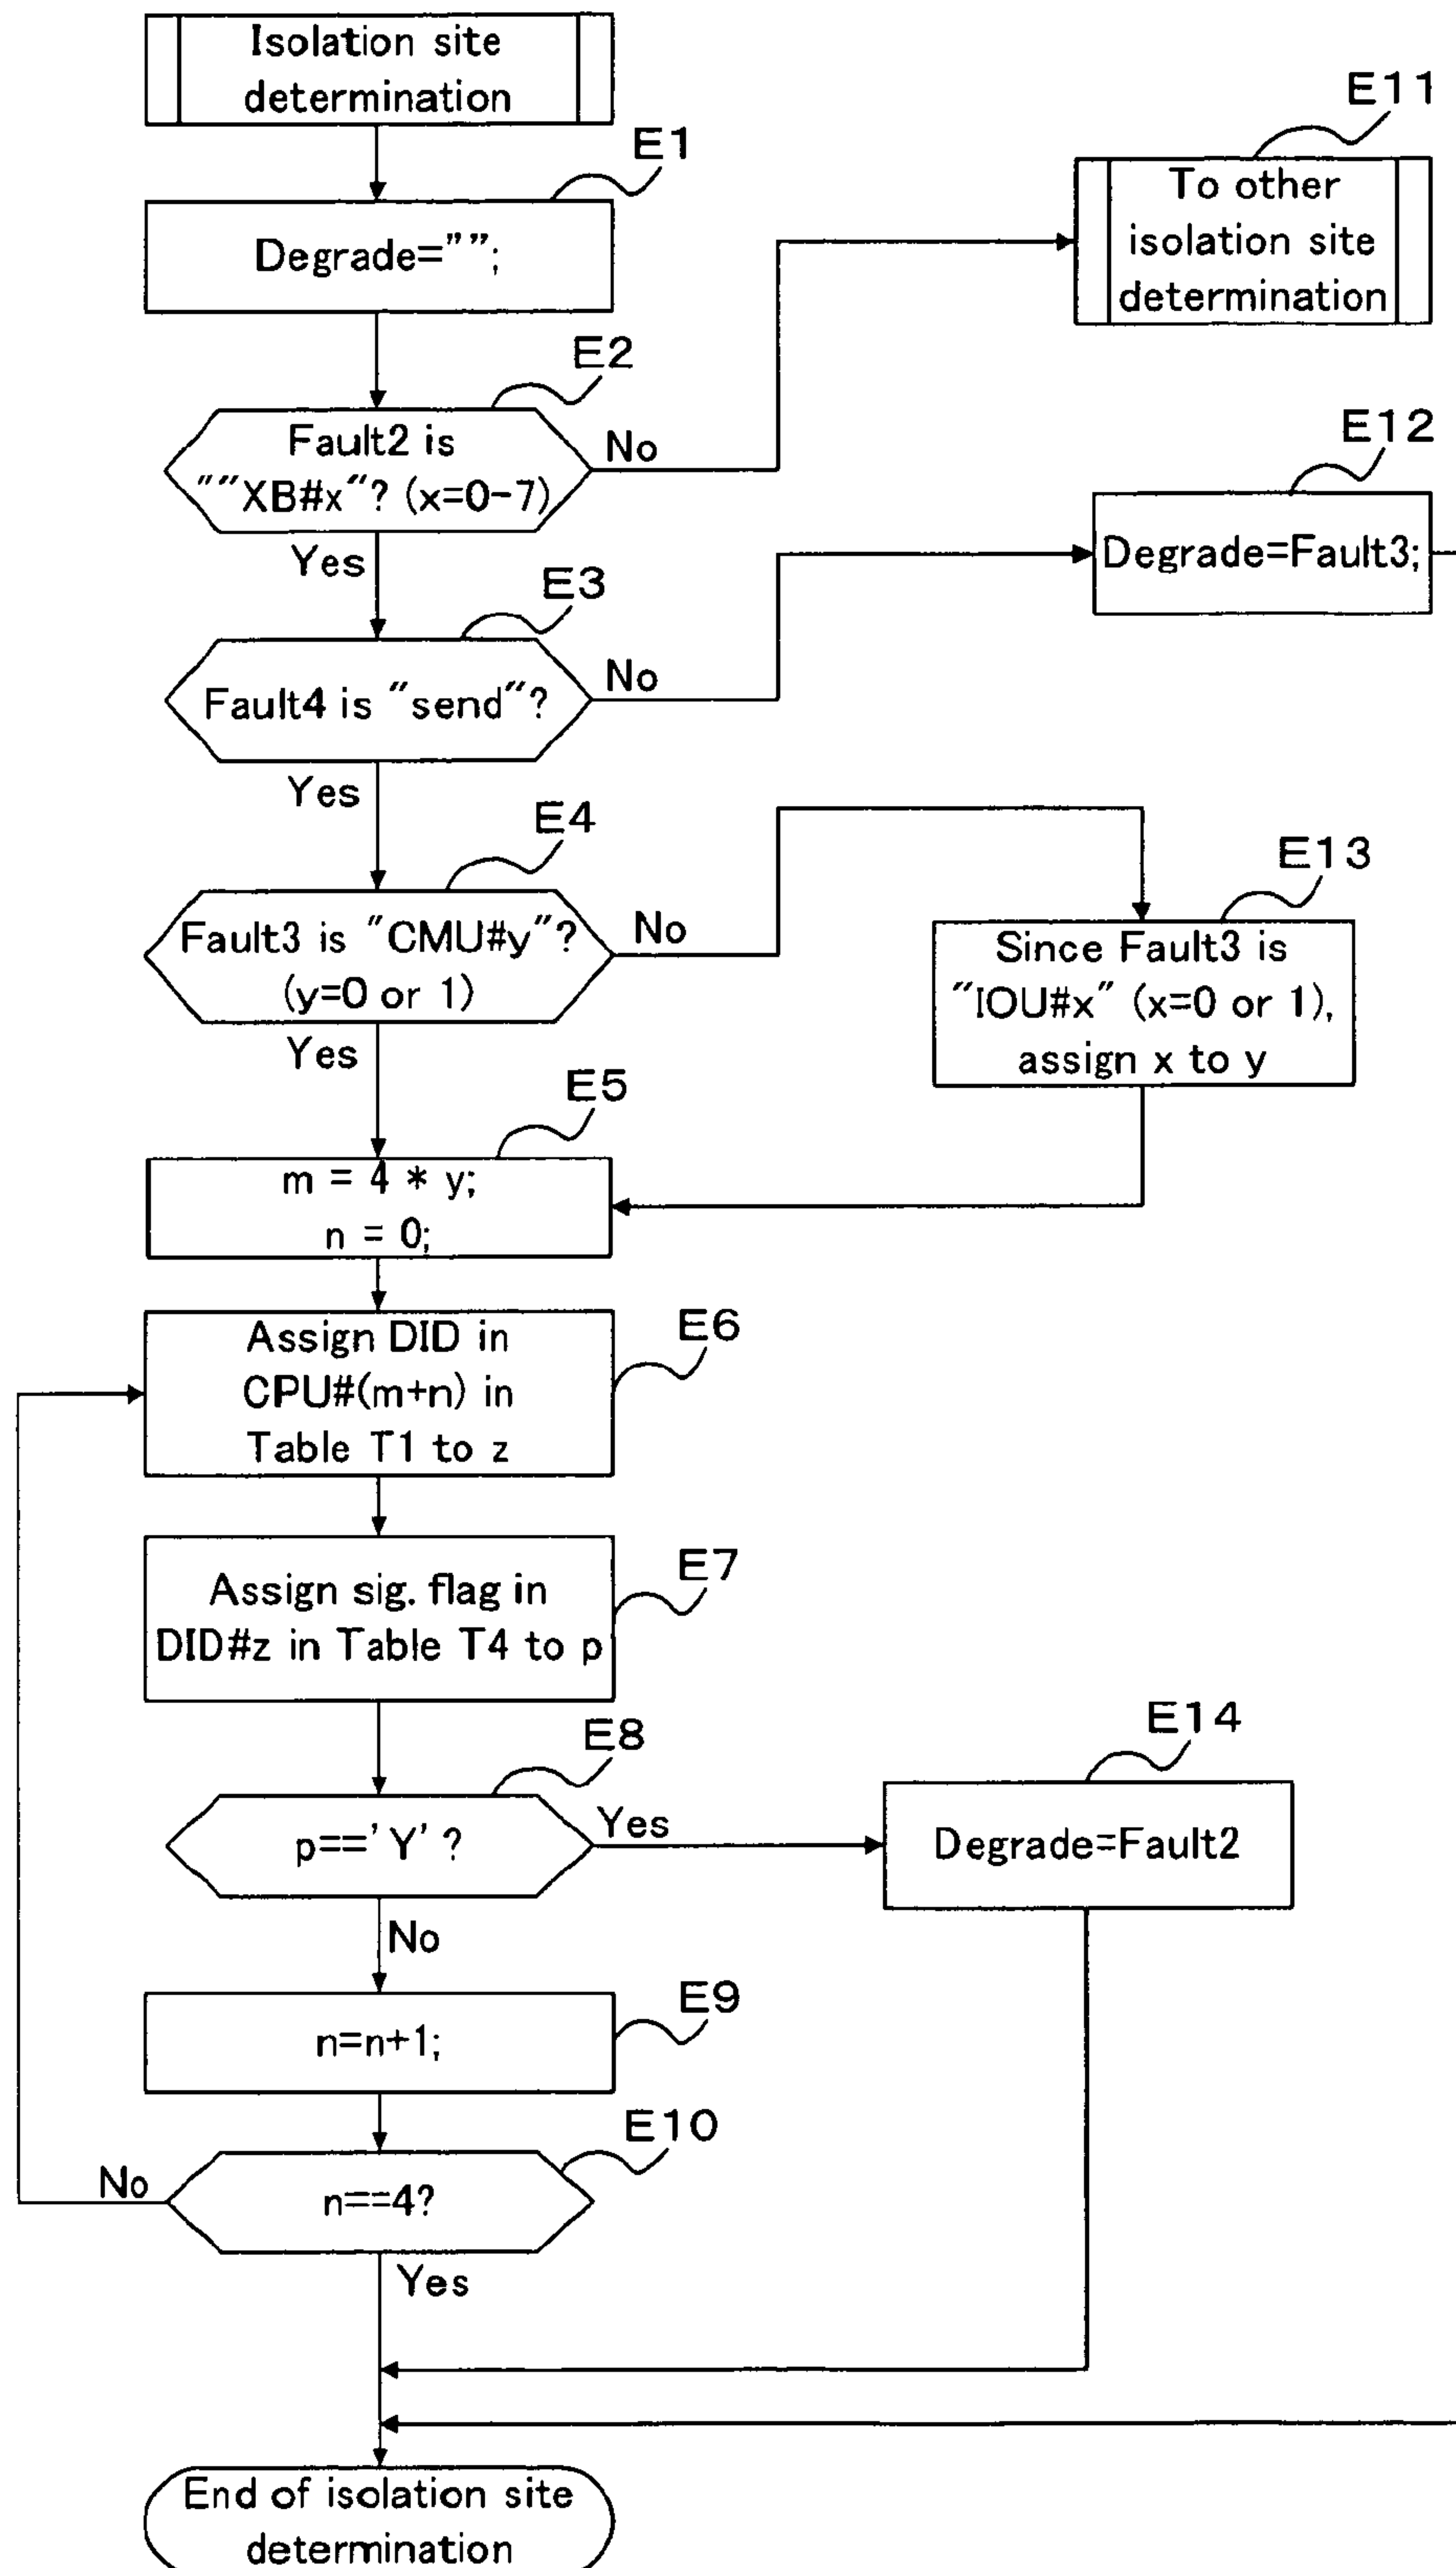 Isolation site
determination
E1
Degrade="";
E11
To other
isolation site
determination
E2
Fault2 is
""XB#x"? (x=0-7)
No
Yes
E12
Degrade=Fault3;
E3
Fault4 is "send"?
No
Yes
E4
Fault3 is "CMU#y"?
(y=0 or 1)
No
Yes
E13
Since Fault3 is
"IOU#x" (x=0 or 1),
assign x to y
E5
m = 4 * y;
n = 0;
E6
Assign DID in
CPU#(m+n) in
Table T1 to z
E7
Assign sig. flag in
DID#z in Table T4 to p
E8
p=='Y' ?
Yes
No
E14
Degrade=Fault2
E9
n=n+1;
E10
n==4?
No
Yes
End of isolation site
determination